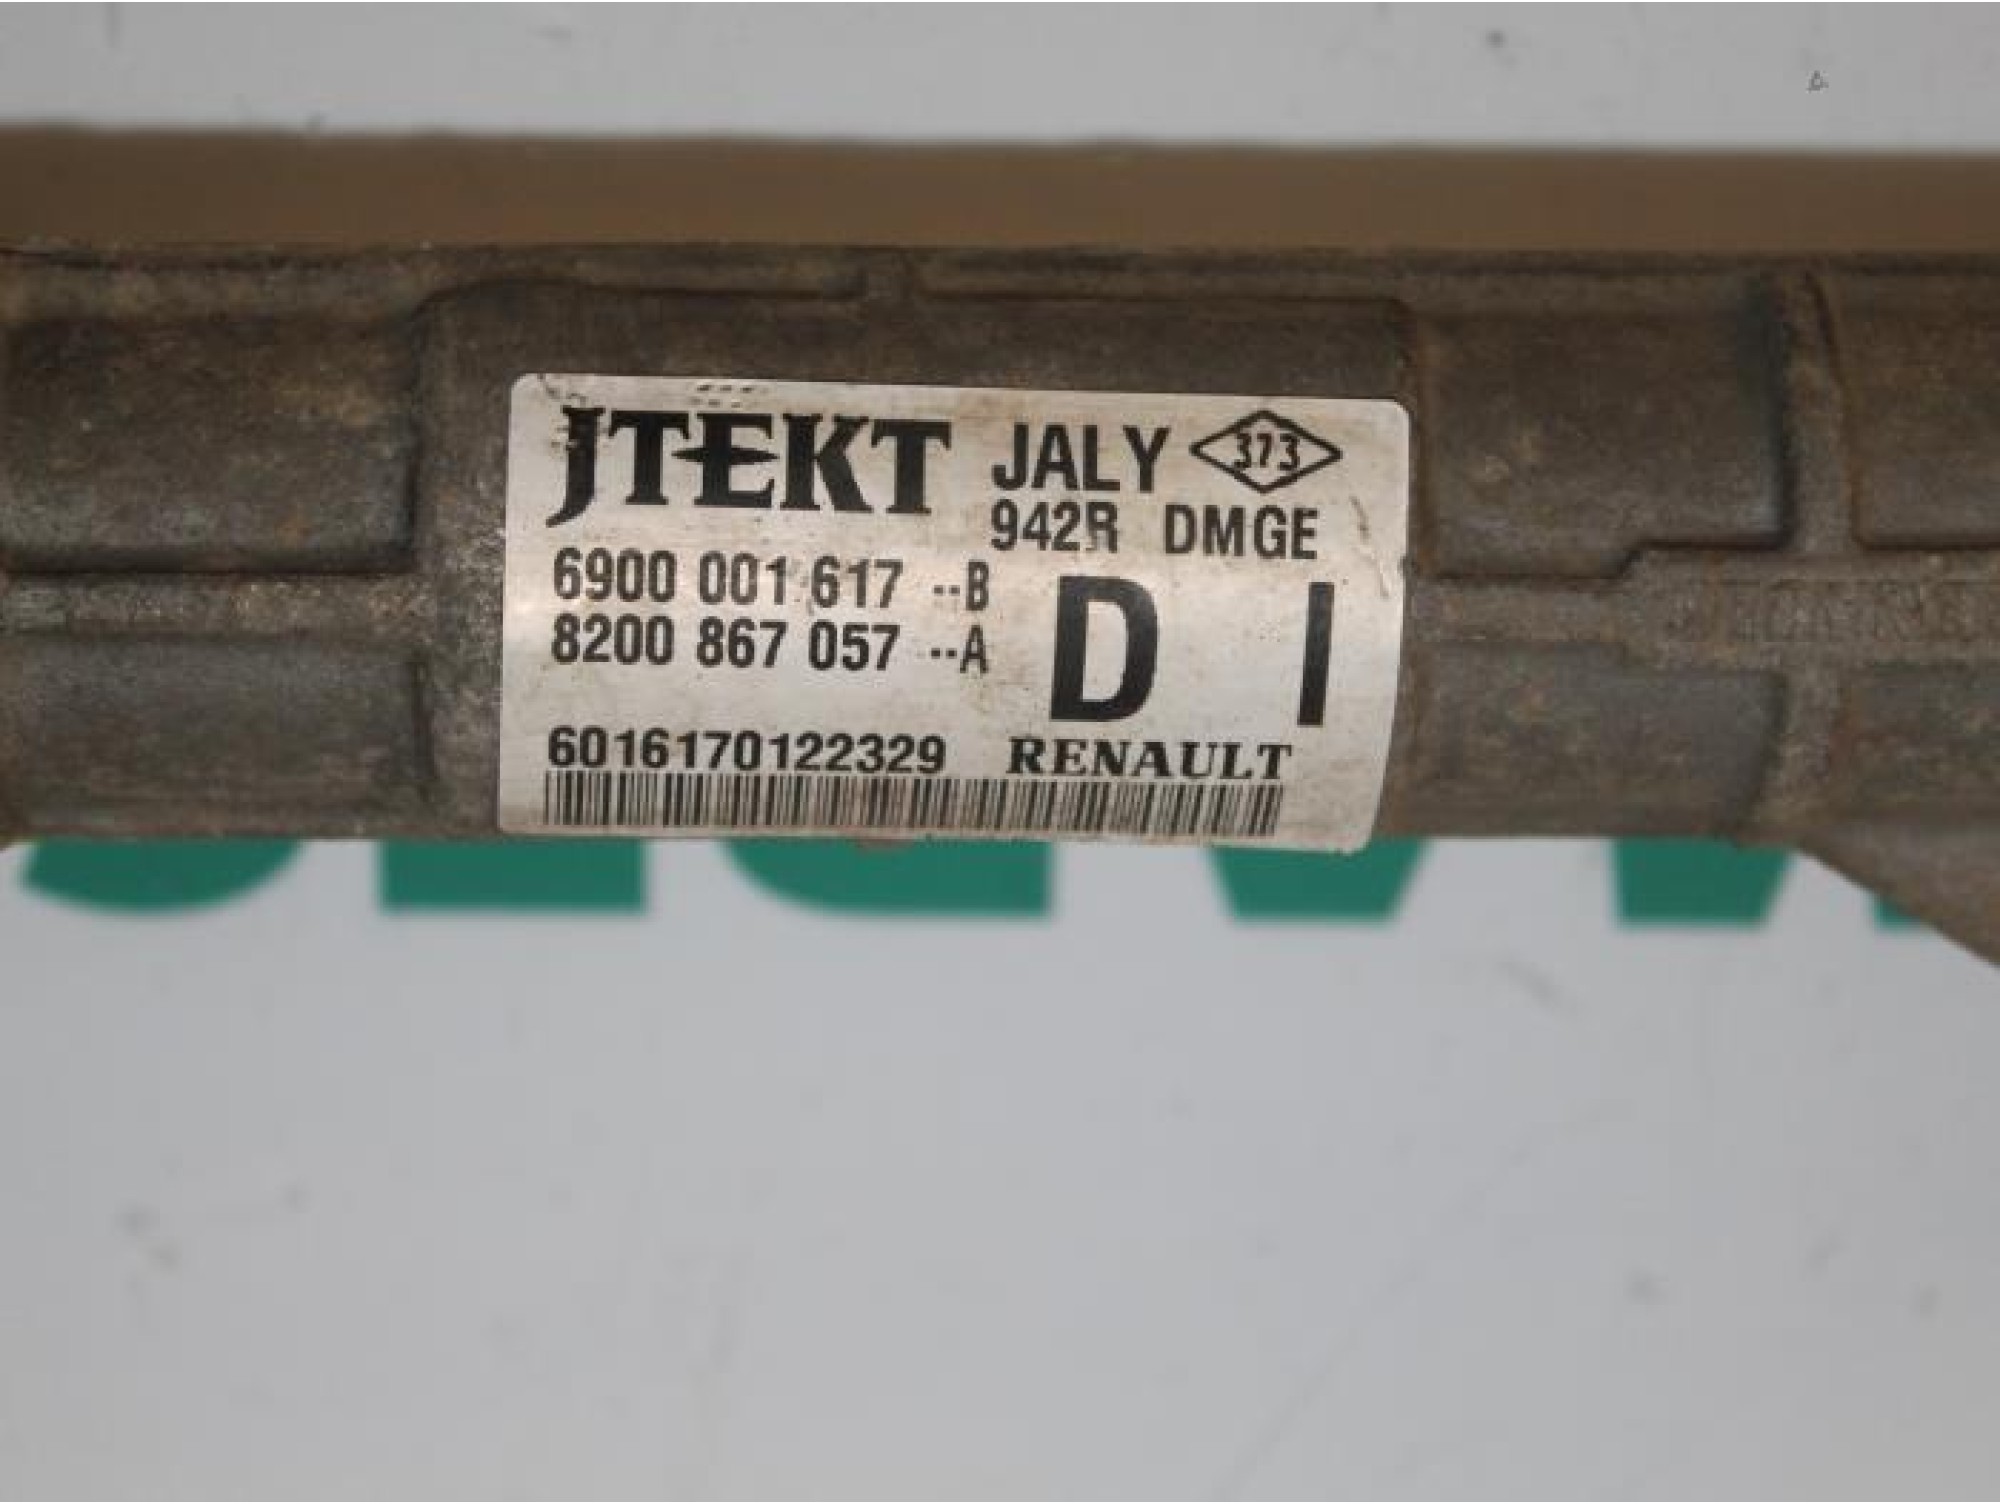 JTEKT JALY 373
942R DMGE
6900 001 617 --B
8200 867 057 --A
D I
6016170122329 RENAULT